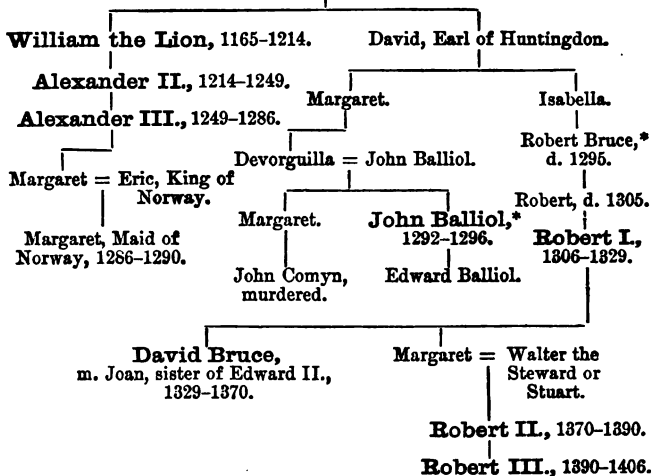 William the Lion, 1165–1214.
David, Earl of Huntingdon.
Alexander II., 1214–1249.
Margaret.
Isabella.
Alexander III., 1249–1286.
Robert Bruce,*
d. 1295.
Devorguilla = John Balliol.
Margaret = Eric, King of
Norway.
Robert, d. 1305.
Margaret.
John Balliol,*
1292–1296.
Robert I.,
1306–1329.
Margaret, Maid of
Norway, 1286–1290.
John Comyn,
murdered.
Edward Balliol.
David Bruce,
m. Joan, sister of Edward II.,
1329–1370.
Margaret = Walter the
Steward or
Stuart.
Robert II., 1370–1390.
Robert III., 1390–1406.